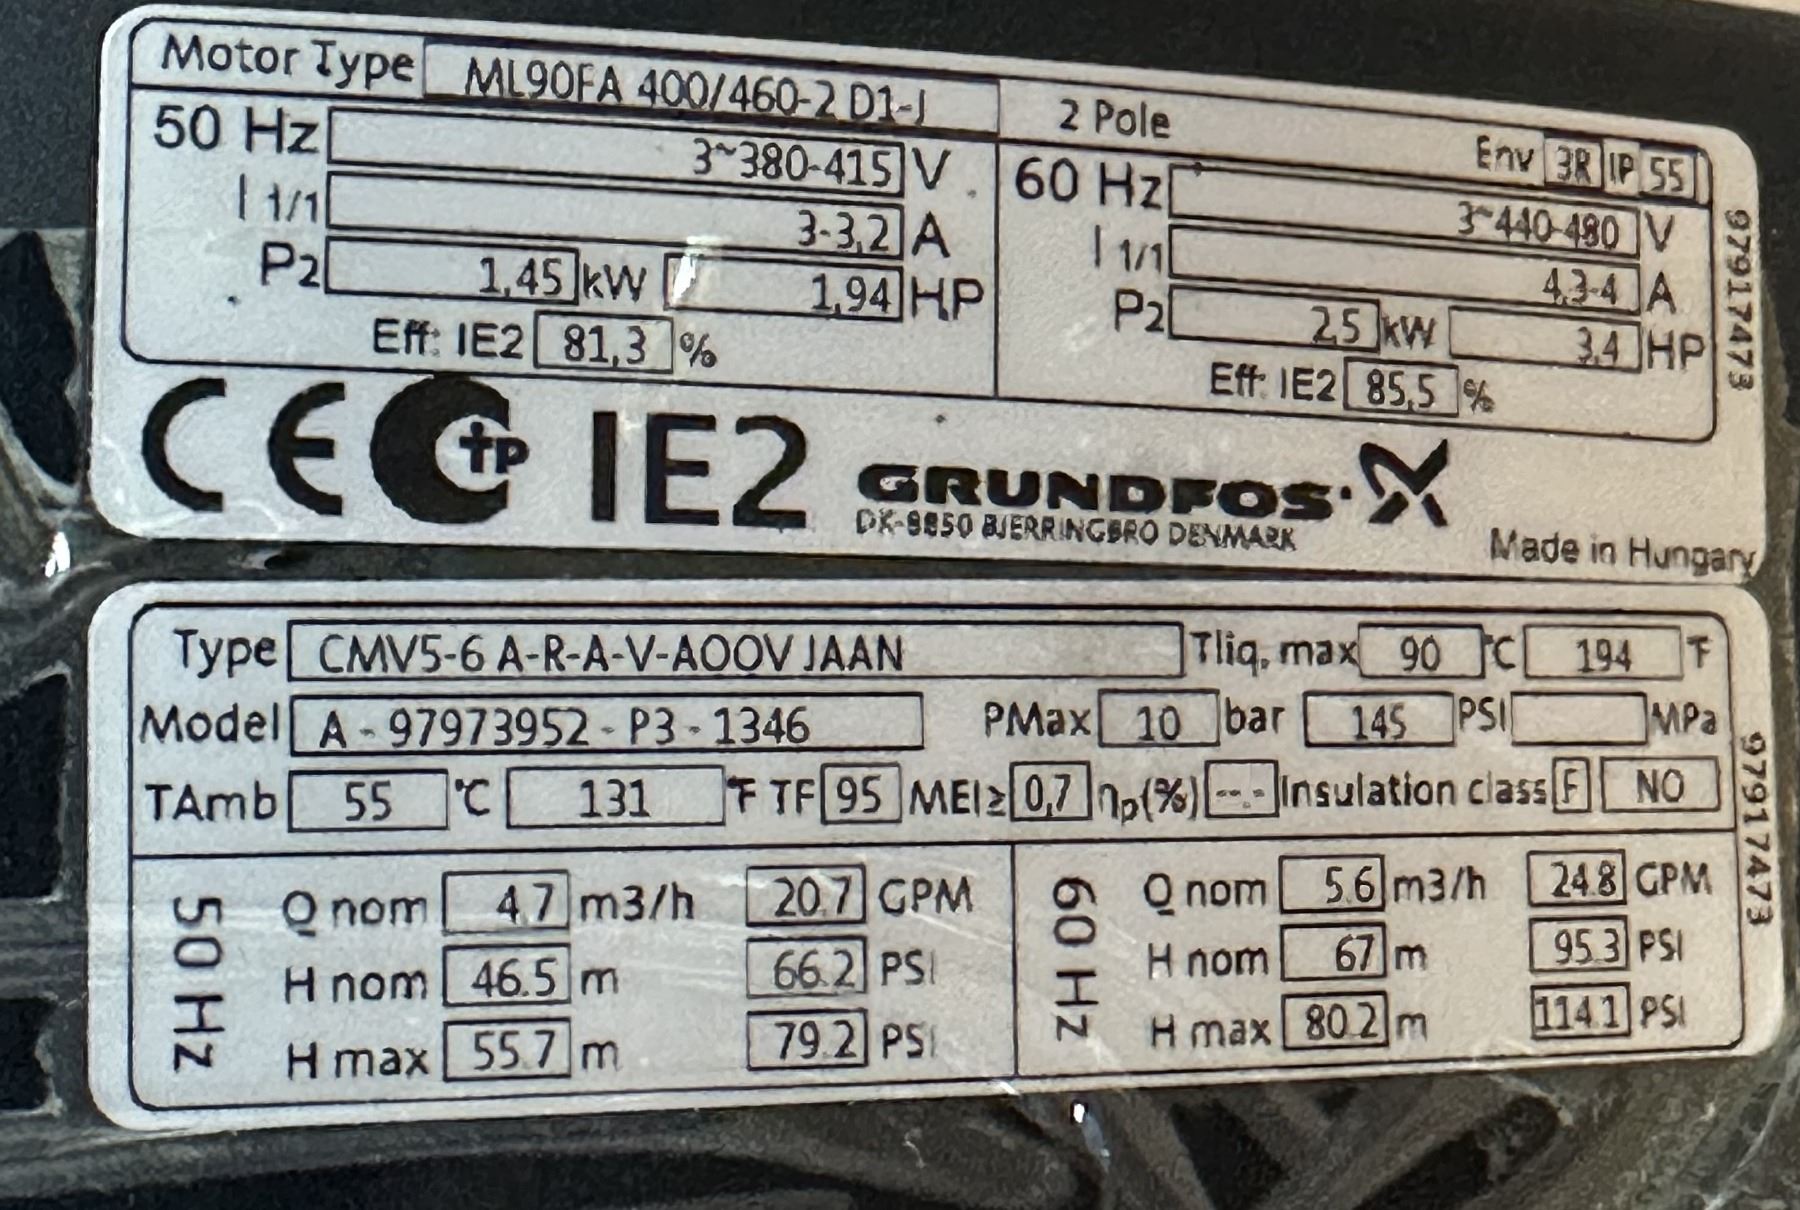 Motor Type ML90FA 400/460-2 D1-J 2 Pole Env 3R IP 55
50 Hz 3~380-415 V
I 1/1 3-3,2 A
P2 1,45 kW 1,94 HP
Eff: IE2 81,3 %
60 Hz 3~440-480 V
I 1/1 4,3-4 A
P2 2,5 kW 3,4 HP
Eff: IE2 85,5 %
97917473
CE Ctp IE2 GRUNDFOS
DK-8850 BJERRINGBRO DENMARK
Made in Hungary
Type CMV5-6 A-R-A-V-AOOV JAAN Tliq. max 90 °C 194 °F
Model A - 97973952 - P3 - 1346 PMax 10 bar 145 PSI MPa
TAmb 55 °C 131 °F TF 95 MEI≥ 0,7 ηp(%) --.- Insulation class F NO
50 Hz
Q nom 4.7 m3/h 20.7 GPM
H nom 46.5 m 66.2 PSI
H max 55.7 m 79.2 PSI
60 Hz
Q nom 5.6 m3/h 24.8 GPM
H nom 67 m 95.3 PSI
H max 80.2 m 114.1 PSI
97917473